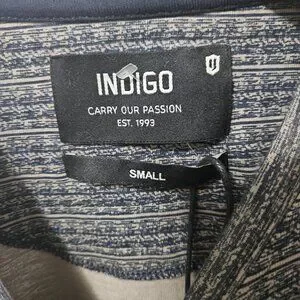 INDIGO
CARRY OUR PASSION
EST. 1993
SMALL